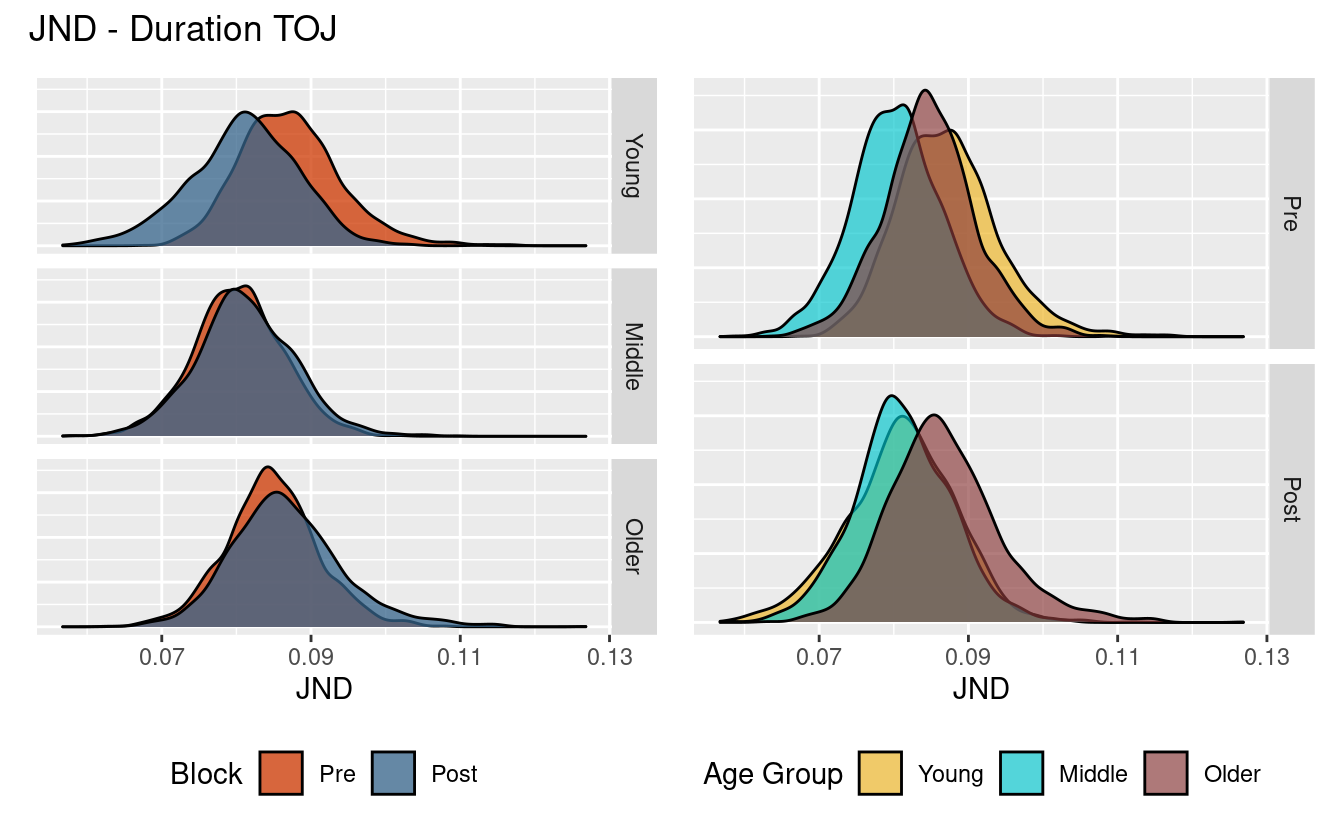 JND - Duration TOJ
Young
Middle
Older
0.07 0.09 0.11 0.13
JND
Block Pre Post
Pre
Post
0.07 0.09 0.11 0.13
JND
Age Group Young Middle Older